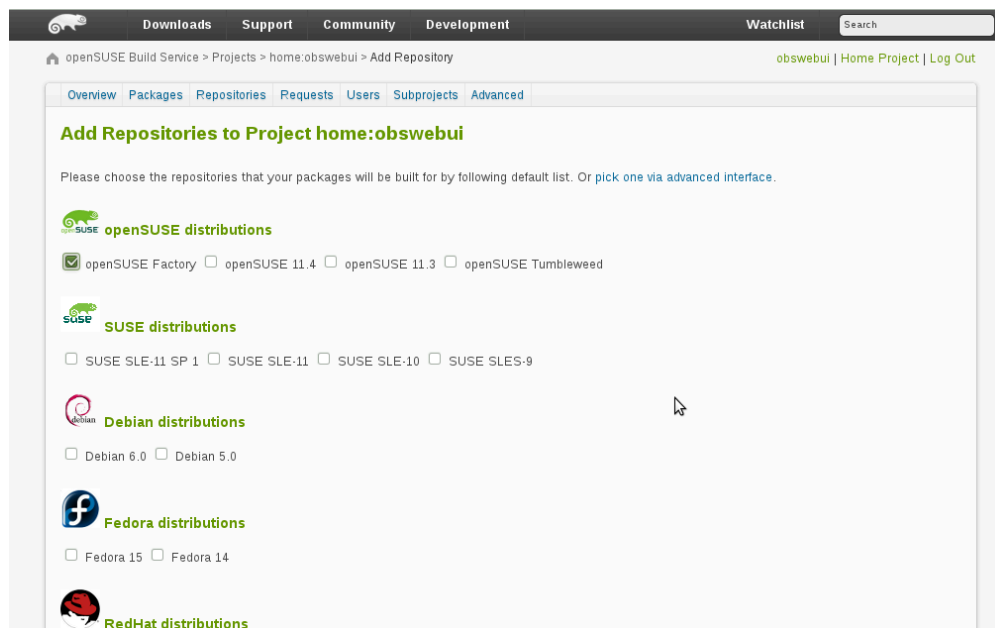 Downloads Support Community Development Watchlist Search
openSUSE Build Service > Projects > home:obswebui > Add Repository obswebui | Home Project | Log Out
Overview Packages Repositories Requests Users Subprojects Advanced
Add Repositories to Project home:obswebui
Please choose the repositories that your packages will be built for by following default list. Or pick one via advanced interface.
openSUSE openSUSE distributions
openSUSE Factory openSUSE 11.4 openSUSE 11.3 openSUSE Tumbleweed
SUSE SUSE distributions
SUSE SLE-11 SP 1 SUSE SLE-11 SUSE SLE-10 SUSE SLES-9
debian Debian distributions
Debian 6.0 Debian 5.0
Fedora distributions
Fedora 15 Fedora 14
RedHat distributions